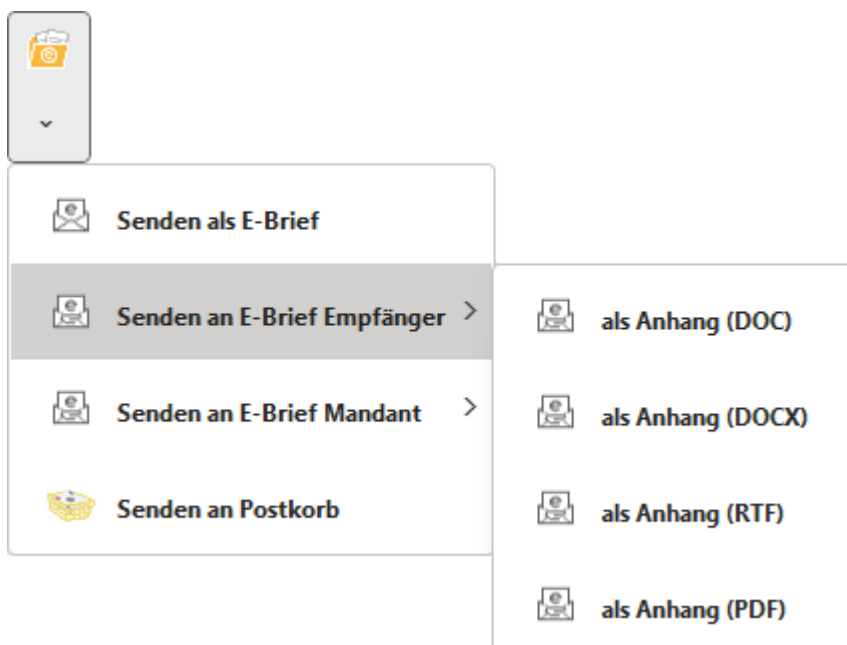 Senden als E-Brief
Senden an E-Brief Empfänger
als Anhang (DOC)
als Anhang (DOCX)
als Anhang (RTF)
als Anhang (PDF)
Senden an E-Brief Mandant
Senden an Postkorb